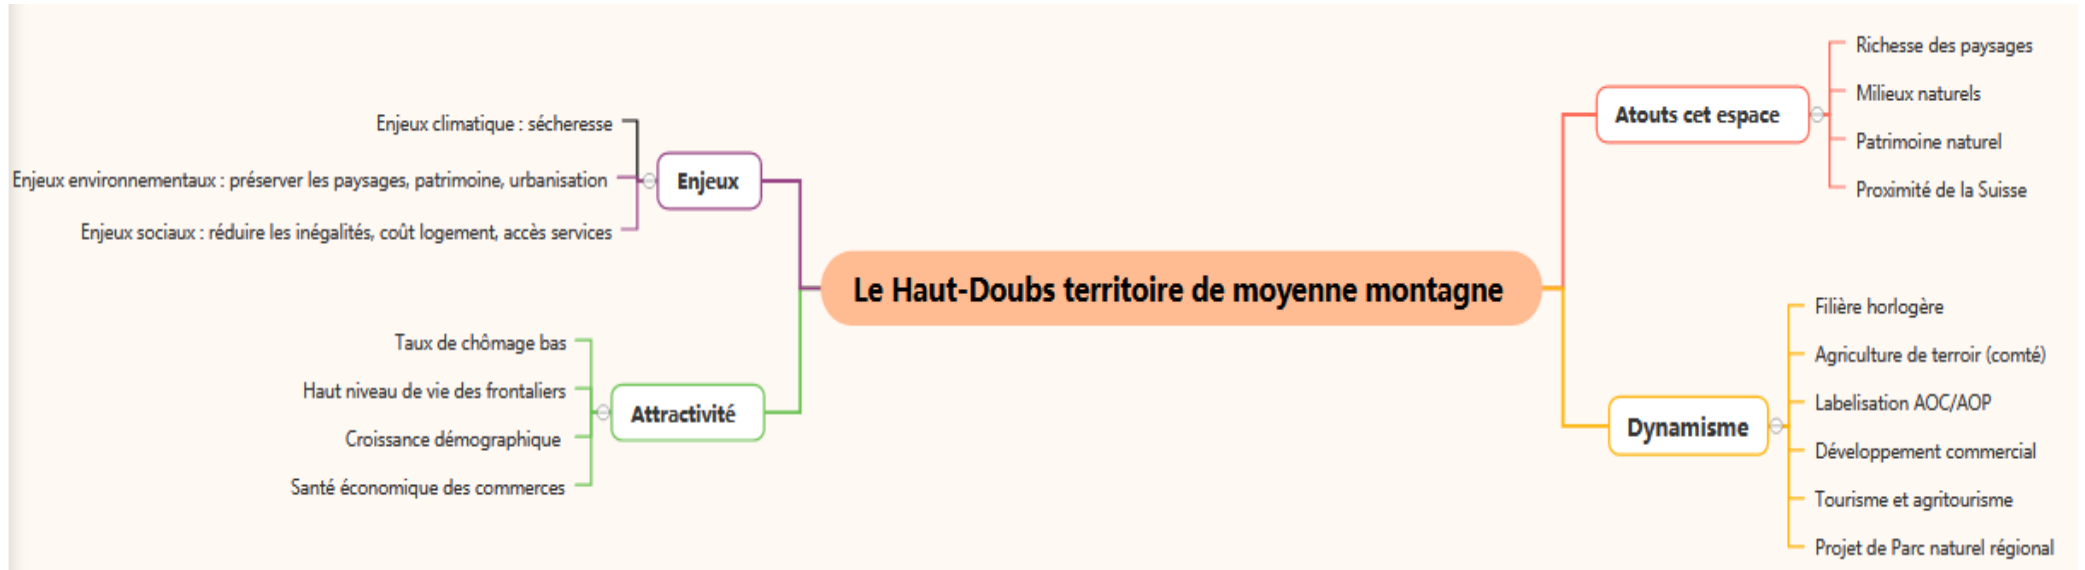 Le Haut-Doubs territoire de moyenne montagne
Atouts cet espace
Richesse des paysages
Milieux naturels
Patrimoine naturel
Proximité de la Suisse
Dynamisme
Filière horlogère
Agriculture de terroir (comté)
Labelisation AOC/AOP
Développement commercial
Tourisme et agritourisme
Projet de Parc naturel régional
Enjeux
Enjeux climatique : sécheresse
Enjeux environnementaux : préserver les paysages, patrimoine, urbanisation
Enjeux sociaux : réduire les inégalités, coût logement, accès services
Attractivité
Taux de chômage bas
Haut niveau de vie des frontaliers
Croissance démographique
Santé économique des commerces